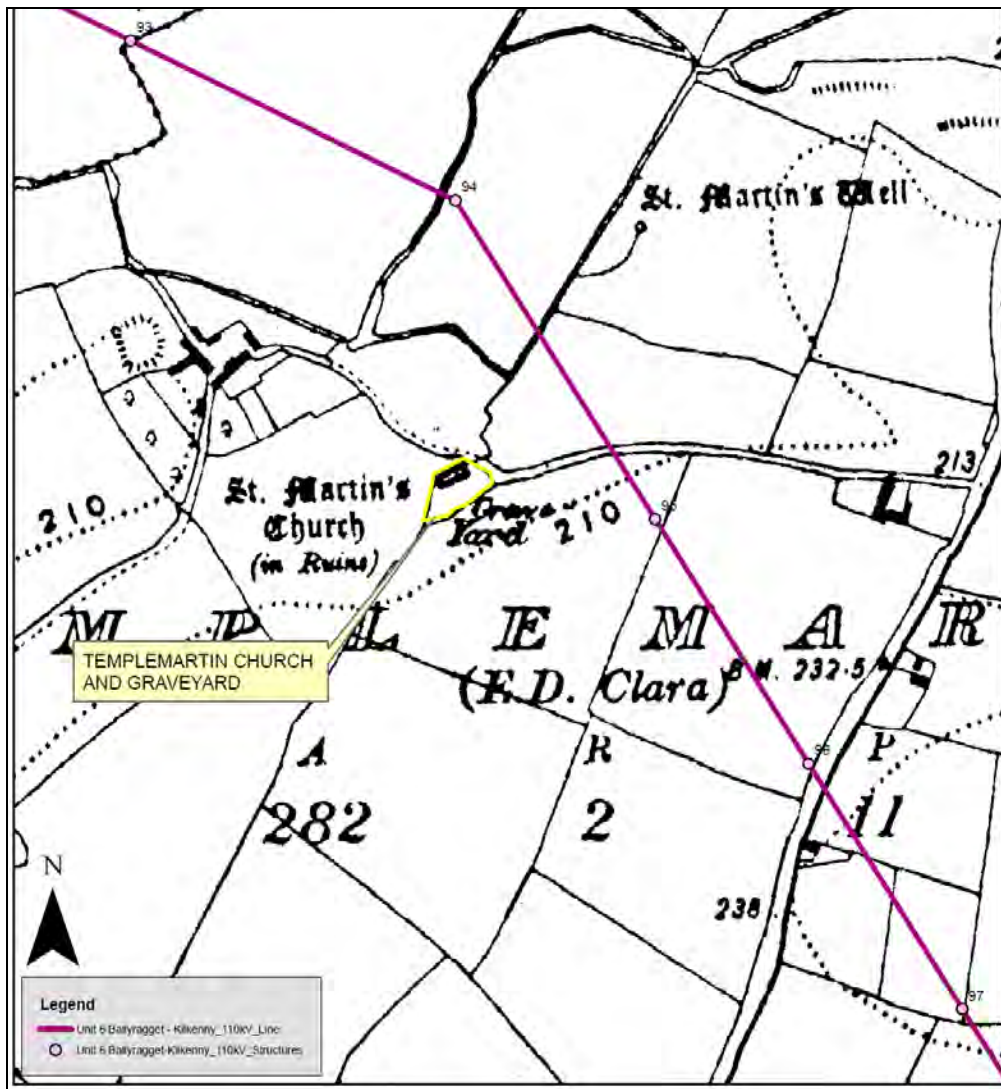 93
2
94
St. Martin's Well
213
St. Martin's
Church
(in Ruins)
Grave
Yard
210
210
95
M P L E M A R
TEMPLEMARTIN CHURCH
AND GRAVEYARD
(E.D. Clara)
B.M. 232·5
96
A R P
282 2 11
238
N
97
Legend
Unit 6 Ballyragget - Kilkenny_110kV_Line
Unit 6 Ballyragget-Kilkenny_110kV_Structures